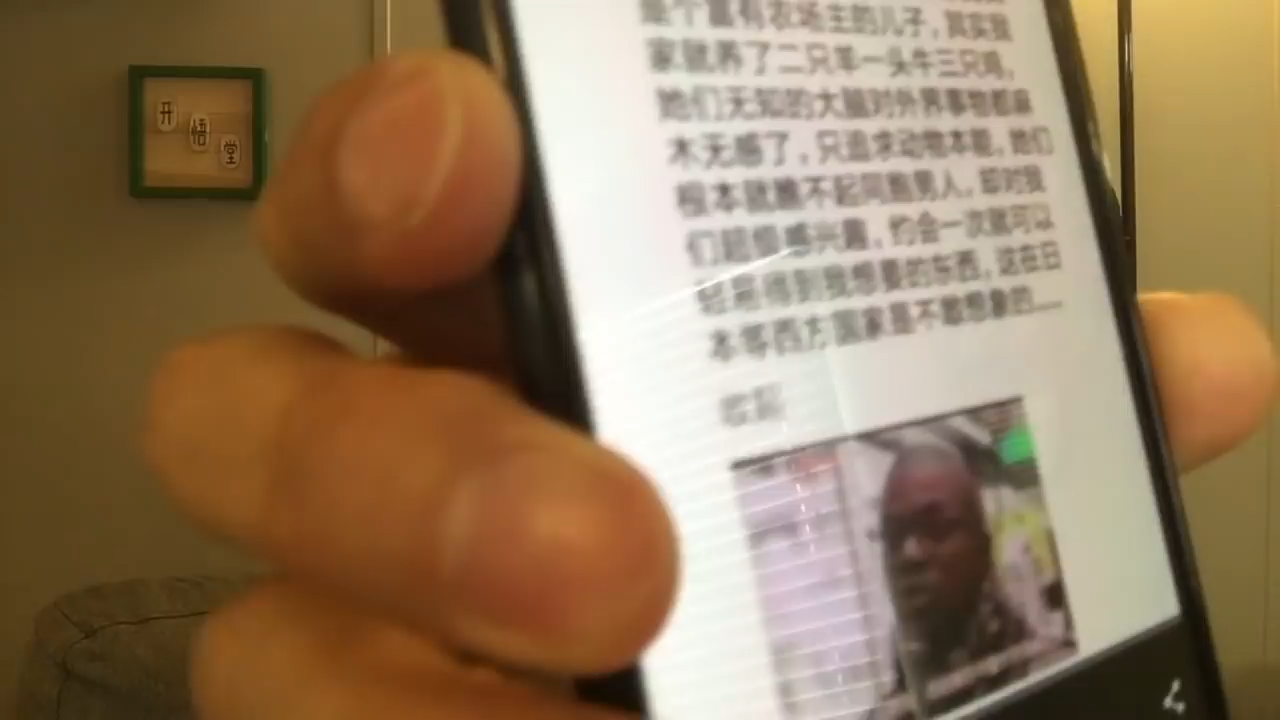 开
悟
堂
是个富有农场主的儿子，其实我
家就养了二只羊一头牛三只鸡，
她们无知的大脑对外界事物都麻
木无感了，只追求动物本能，她们
根本就瞧不起同胞男人，却对我
们超级感兴趣，约会一次就可以
轻易得到我想要的东西，这在日
本等西方国家是不敢想象的……
收起